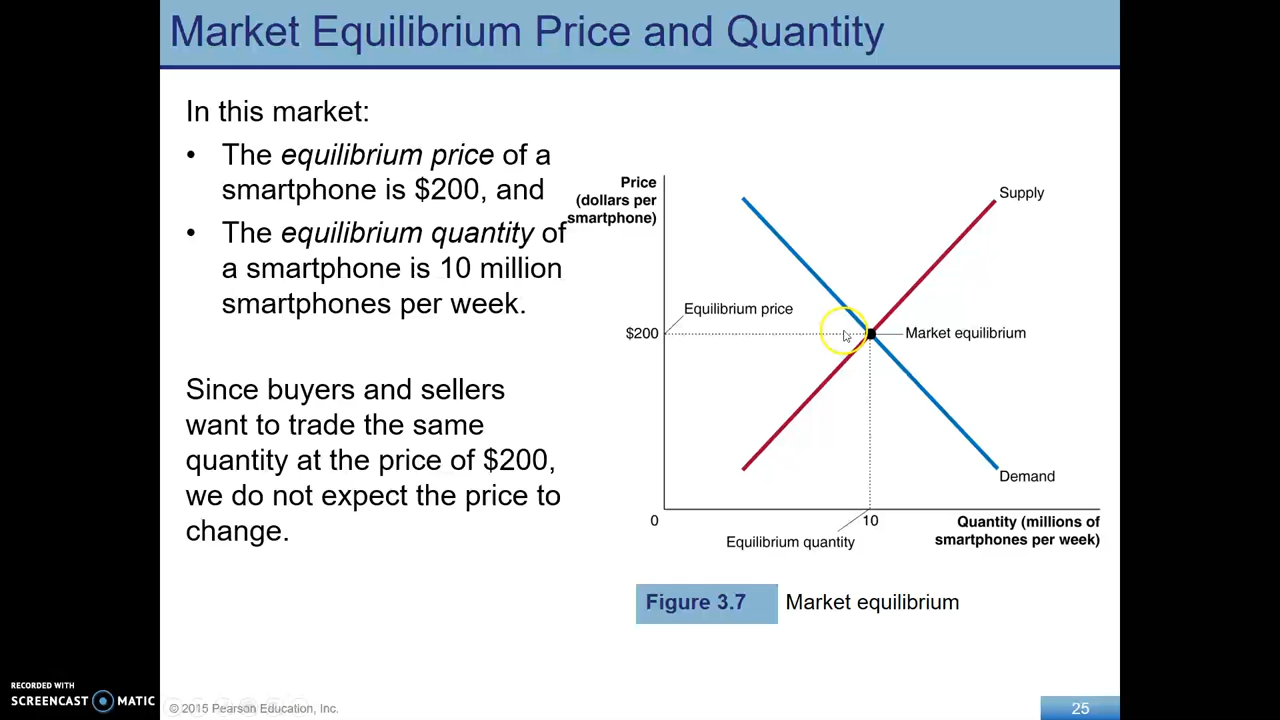 Market Equilibrium Price and Quantity
In this market:
• The equilibrium price of a
smartphone is $200, and
• The equilibrium quantity of
a smartphone is 10 million
smartphones per week.
Since buyers and sellers
want to trade the same
quantity at the price of $200,
we do not expect the price to
change.
Price
(dollars per
smartphone)
Supply
Equilibrium price
$200
Market equilibrium
Demand
0
10
Quantity (millions of
smartphones per week)
Equilibrium quantity
Figure 3.7 Market equilibrium
RECORDED WITH
SCREENCAST MATIC
© 2015 Pearson Education, Inc.
25